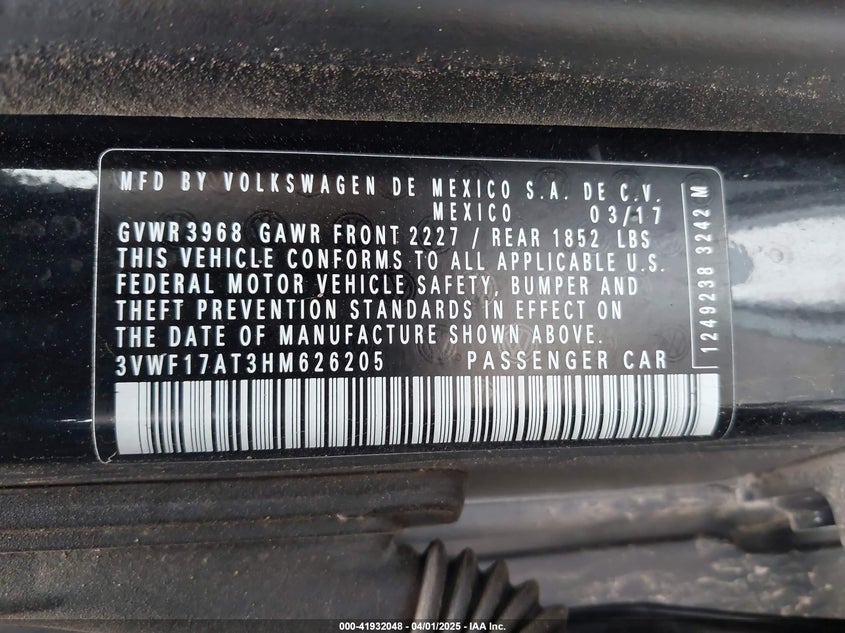 MFD BY VOLKSWAGEN DE MEXICO S.A. DE C.V.
MEXICO 03/17
GVWR 3968 GAWR FRONT 2227 / REAR 1852 LBS
THIS VEHICLE CONFORMS TO ALL APPLICABLE U.S.
FEDERAL MOTOR VEHICLE SAFETY, BUMPER AND
THEFT PREVENTION STANDARDS IN EFFECT ON
THE DATE OF MANUFACTURE SHOWN ABOVE.
3VWF17AT3HM626205 PASSENGER CAR
1249238 3242 M
000-41932048 - 04/01/2025 - IAA Inc.